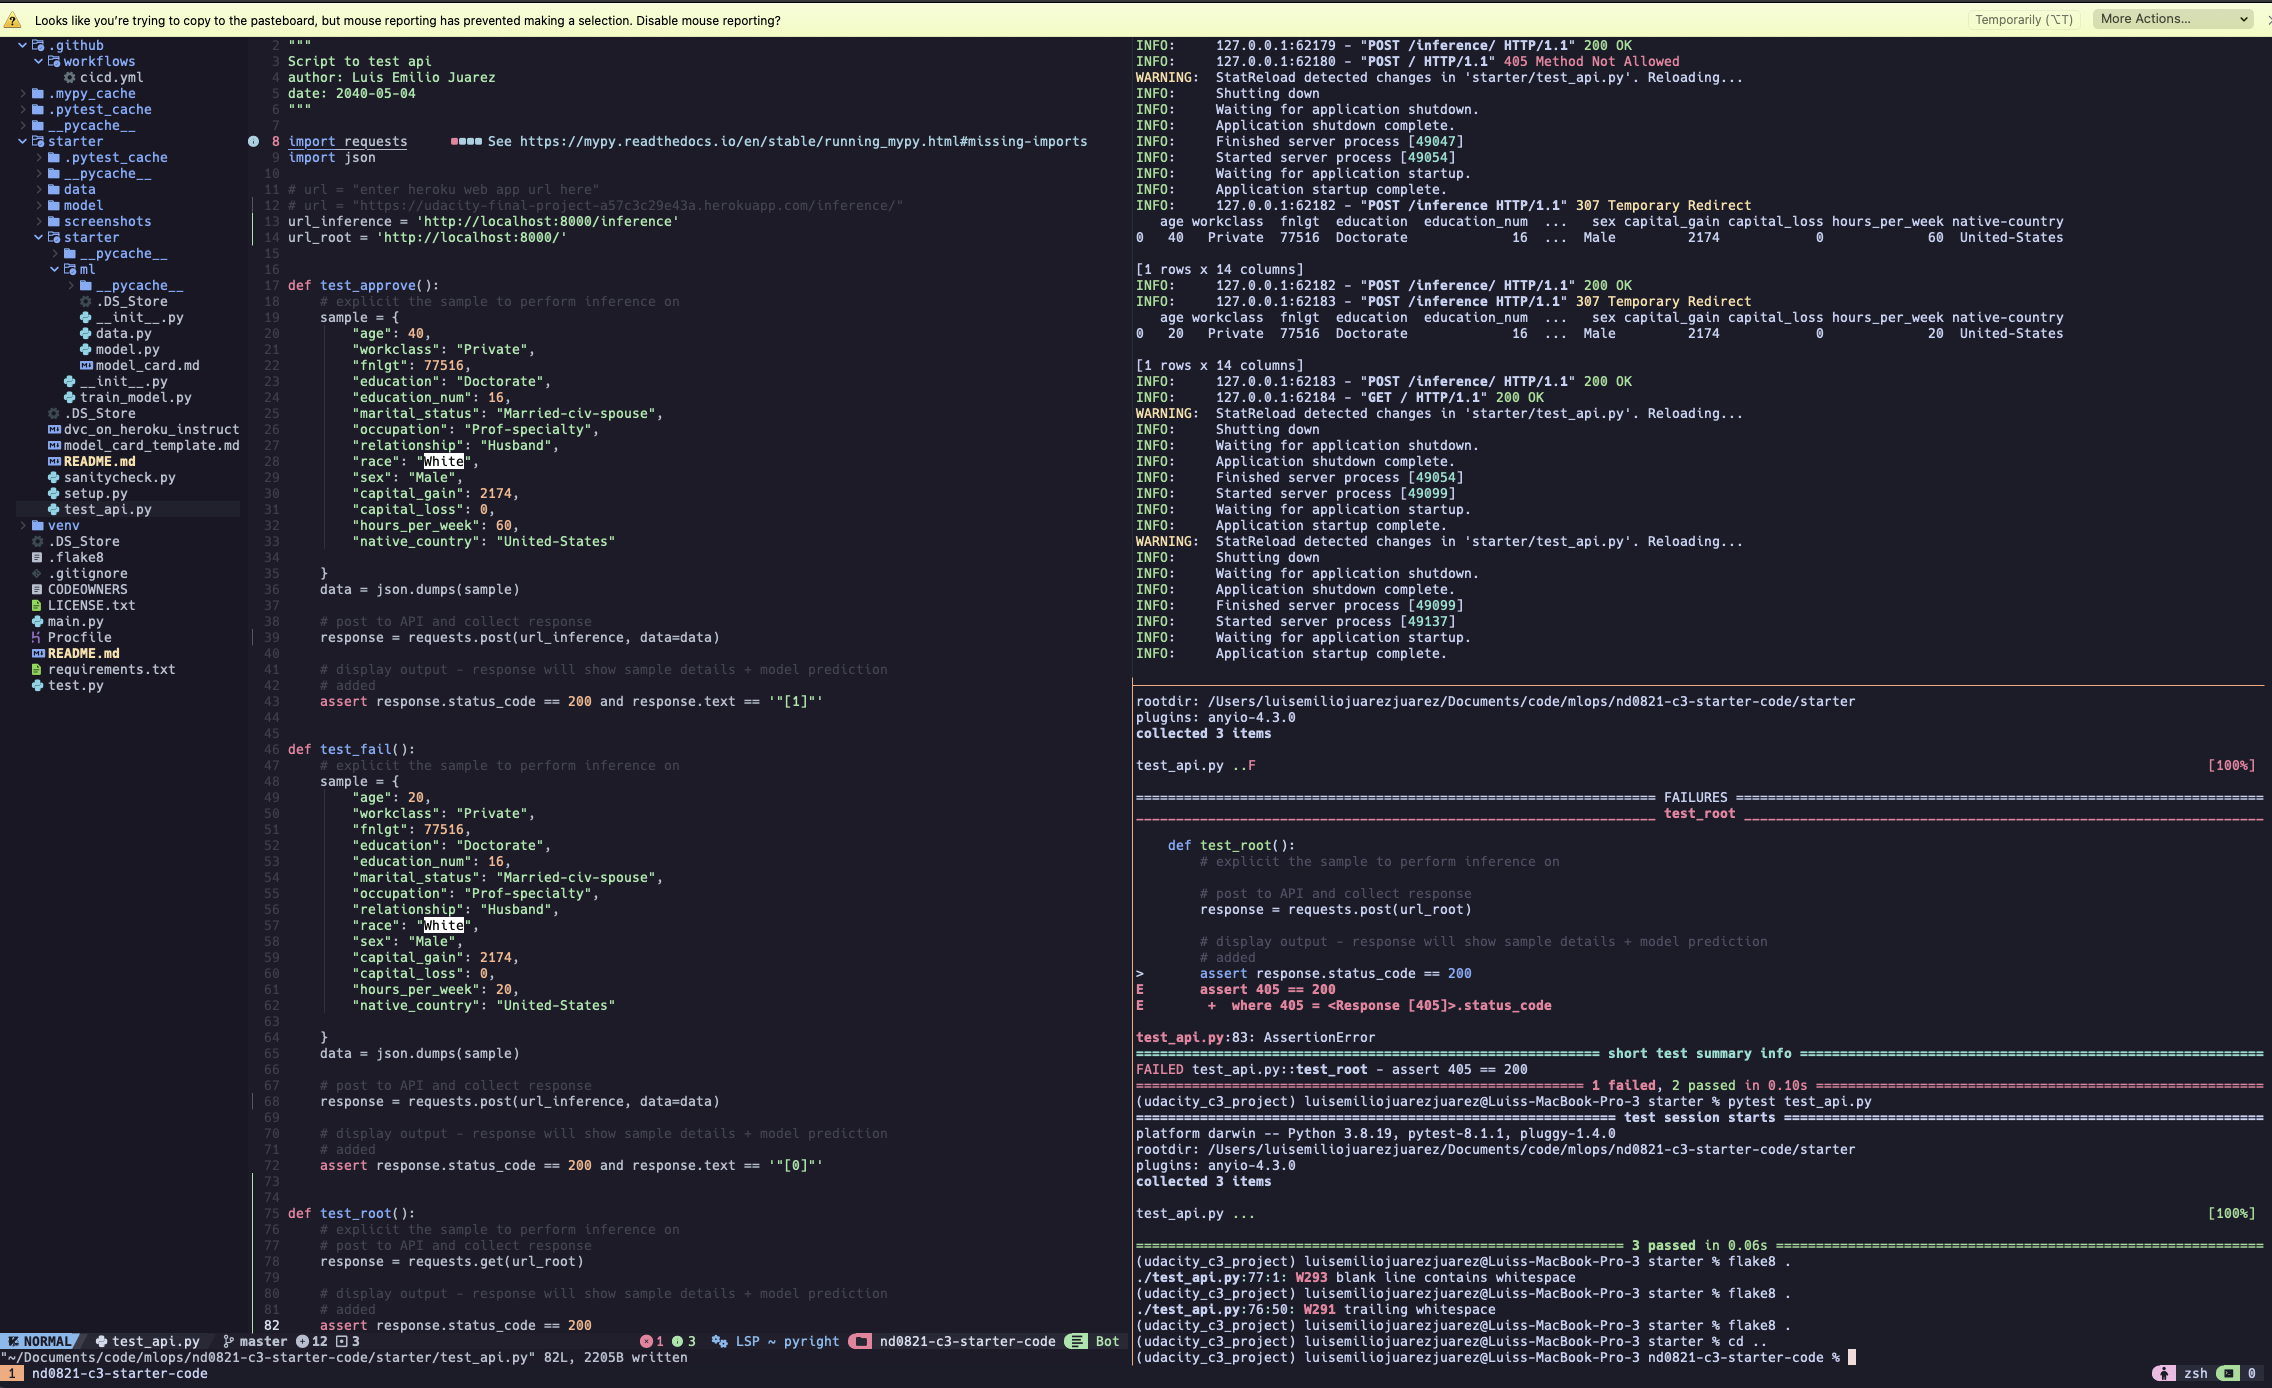 Looks like you're trying to copy to the pasteboard, but mouse reporting has prevented making a selection. Disable mouse reporting?
Temporarily (⌥T)
More Actions...
.github
workflows
cicd.yml
.mypy_cache
.pytest_cache
__pycache__
starter
.pytest_cache
__pycache__
data
model
screenshots
starter
__pycache__
ml
__pycache__
.DS_Store
__init__.py
data.py
model.py
model_card.md
__init__.py
train_model.py
.DS_Store
dvc_on_heroku_instruct
model_card_template.md
README.md
sanitycheck.py
setup.py
test_api.py
venv
.DS_Store
.flake8
.gitignore
CODEOWNERS
LICENSE.txt
main.py
Procfile
README.md
requirements.txt
test.py
2 """
3 Script to test api
4 author: Luis Emilio Juarez
5 date: 2040-05-04
6 """
7
8 import requests See https://mypy.readthedocs.io/en/stable/running_mypy.html#missing-imports
9 import json
10
11 # url = "enter heroku web app url here"
12 # url = "https://udacity-final-project-a57c3c29e43a.herokuapp.com/inference/"
13 url_inference = 'http://localhost:8000/inference'
14 url_root = 'http://localhost:8000/'
15
16
17 def test_approve():
18 # explicit the sample to perform inference on
19 sample = {
20 "age": 40,
21 "workclass": "Private",
22 "fnlgt": 77516,
23 "education": "Doctorate",
24 "education_num": 16,
25 "marital_status": "Married-civ-spouse",
26 "occupation": "Prof-specialty",
27 "relationship": "Husband",
28 "race": "White",
29 "sex": "Male",
30 "capital_gain": 2174,
31 "capital_loss": 0,
32 "hours_per_week": 60,
33 "native_country": "United-States"
34
35 }
36 data = json.dumps(sample)
37
38 # post to API and collect response
39 response = requests.post(url_inference, data=data)
40
41 # display output - response will show sample details + model prediction
42 # added
43 assert response.status_code == 200 and response.text == '"[1]"'
44
45
46 def test_fail():
47 # explicit the sample to perform inference on
48 sample = {
49 "age": 20,
50 "workclass": "Private",
51 "fnlgt": 77516,
52 "education": "Doctorate",
53 "education_num": 16,
54 "marital_status": "Married-civ-spouse",
55 "occupation": "Prof-specialty",
56 "relationship": "Husband",
57 "race": "White",
58 "sex": "Male",
59 "capital_gain": 2174,
60 "capital_loss": 0,
61 "hours_per_week": 20,
62 "native_country": "United-States"
63
64 }
65 data = json.dumps(sample)
66
67 # post to API and collect response
68 response = requests.post(url_inference, data=data)
69
70 # display output - response will show sample details + model prediction
71 # added
72 assert response.status_code == 200 and response.text == '"[0]"'
73
74
75 def test_root():
76 # explicit the sample to perform inference on
77 # post to API and collect response
78 response = requests.get(url_root)
79
80 # display output - response will show sample details + model prediction
81 # added
82 assert response.status_code == 200
NORMAL test_api.py master 12 3 1 3 LSP ~ pyright nd0821-c3-starter-code Bot
"~/Documents/code/mlops/nd0821-c3-starter-code/starter/test_api.py" 82L, 2205B written
1 nd0821-c3-starter-code
INFO: 127.0.0.1:62179 - "POST /inference/ HTTP/1.1" 200 OK
INFO: 127.0.0.1:62180 - "POST / HTTP/1.1" 405 Method Not Allowed
WARNING: StatReload detected changes in 'starter/test_api.py'. Reloading...
INFO: Shutting down
INFO: Waiting for application shutdown.
INFO: Application shutdown complete.
INFO: Finished server process [49047]
INFO: Started server process [49054]
INFO: Waiting for application startup.
INFO: Application startup complete.
INFO: 127.0.0.1:62182 - "POST /inference HTTP/1.1" 307 Temporary Redirect
age workclass fnlgt education education_num ... sex capital_gain capital_loss hours_per_week native-country
0 40 Private 77516 Doctorate 16 ... Male 2174 0 60 United-States
[1 rows x 14 columns]
INFO: 127.0.0.1:62182 - "POST /inference/ HTTP/1.1" 200 OK
INFO: 127.0.0.1:62183 - "POST /inference HTTP/1.1" 307 Temporary Redirect
age workclass fnlgt education education_num ... sex capital_gain capital_loss hours_per_week native-country
0 20 Private 77516 Doctorate 16 ... Male 2174 0 20 United-States
[1 rows x 14 columns]
INFO: 127.0.0.1:62183 - "POST /inference/ HTTP/1.1" 200 OK
INFO: 127.0.0.1:62184 - "GET / HTTP/1.1" 200 OK
WARNING: StatReload detected changes in 'starter/test_api.py'. Reloading...
INFO: Shutting down
INFO: Waiting for application shutdown.
INFO: Application shutdown complete.
INFO: Finished server process [49054]
INFO: Started server process [49099]
INFO: Waiting for application startup.
INFO: Application startup complete.
WARNING: StatReload detected changes in 'starter/test_api.py'. Reloading...
INFO: Shutting down
INFO: Waiting for application shutdown.
INFO: Application shutdown complete.
INFO: Finished server process [49099]
INFO: Started server process [49137]
INFO: Waiting for application startup.
INFO: Application startup complete.
rootdir: /Users/luisemiliojuarezjuarez/Documents/code/mlops/nd0821-c3-starter-code/starter
plugins: anyio-4.3.0
collected 3 items
test_api.py ..F [100%]
=== FAILURES ===
___ test_root ___
def test_root():
# explicit the sample to perform inference on
# post to API and collect response
response = requests.post(url_root)
# display output - response will show sample details + model prediction
# added
> assert response.status_code == 200
E assert 405 == 200
E + where 405 = <Response [405]>.status_code
test_api.py:83: AssertionError
=== short test summary info ===
FAILED test_api.py::test_root - assert 405 == 200
=== 1 failed, 2 passed in 0.10s ===
(udacity_c3_project) luisemiliojuarezjuarez@Luiss-MacBook-Pro-3 starter % pytest test_api.py
=== test session starts ===
platform darwin -- Python 3.8.19, pytest-8.1.1, pluggy-1.4.0
rootdir: /Users/luisemiliojuarezjuarez/Documents/code/mlops/nd0821-c3-starter-code/starter
plugins: anyio-4.3.0
collected 3 items
test_api.py ... [100%]
=== 3 passed in 0.06s ===
(udacity_c3_project) luisemiliojuarezjuarez@Luiss-MacBook-Pro-3 starter % flake8 .
./test_api.py:77:1: W293 blank line contains whitespace
(udacity_c3_project) luisemiliojuarezjuarez@Luiss-MacBook-Pro-3 starter % flake8 .
./test_api.py:76:50: W291 trailing whitespace
(udacity_c3_project) luisemiliojuarezjuarez@Luiss-MacBook-Pro-3 starter % flake8 .
(udacity_c3_project) luisemiliojuarezjuarez@Luiss-MacBook-Pro-3 starter % cd ..
(udacity_c3_project) luisemiliojuarezjuarez@Luiss-MacBook-Pro-3 nd0821-c3-starter-code %
zsh 0